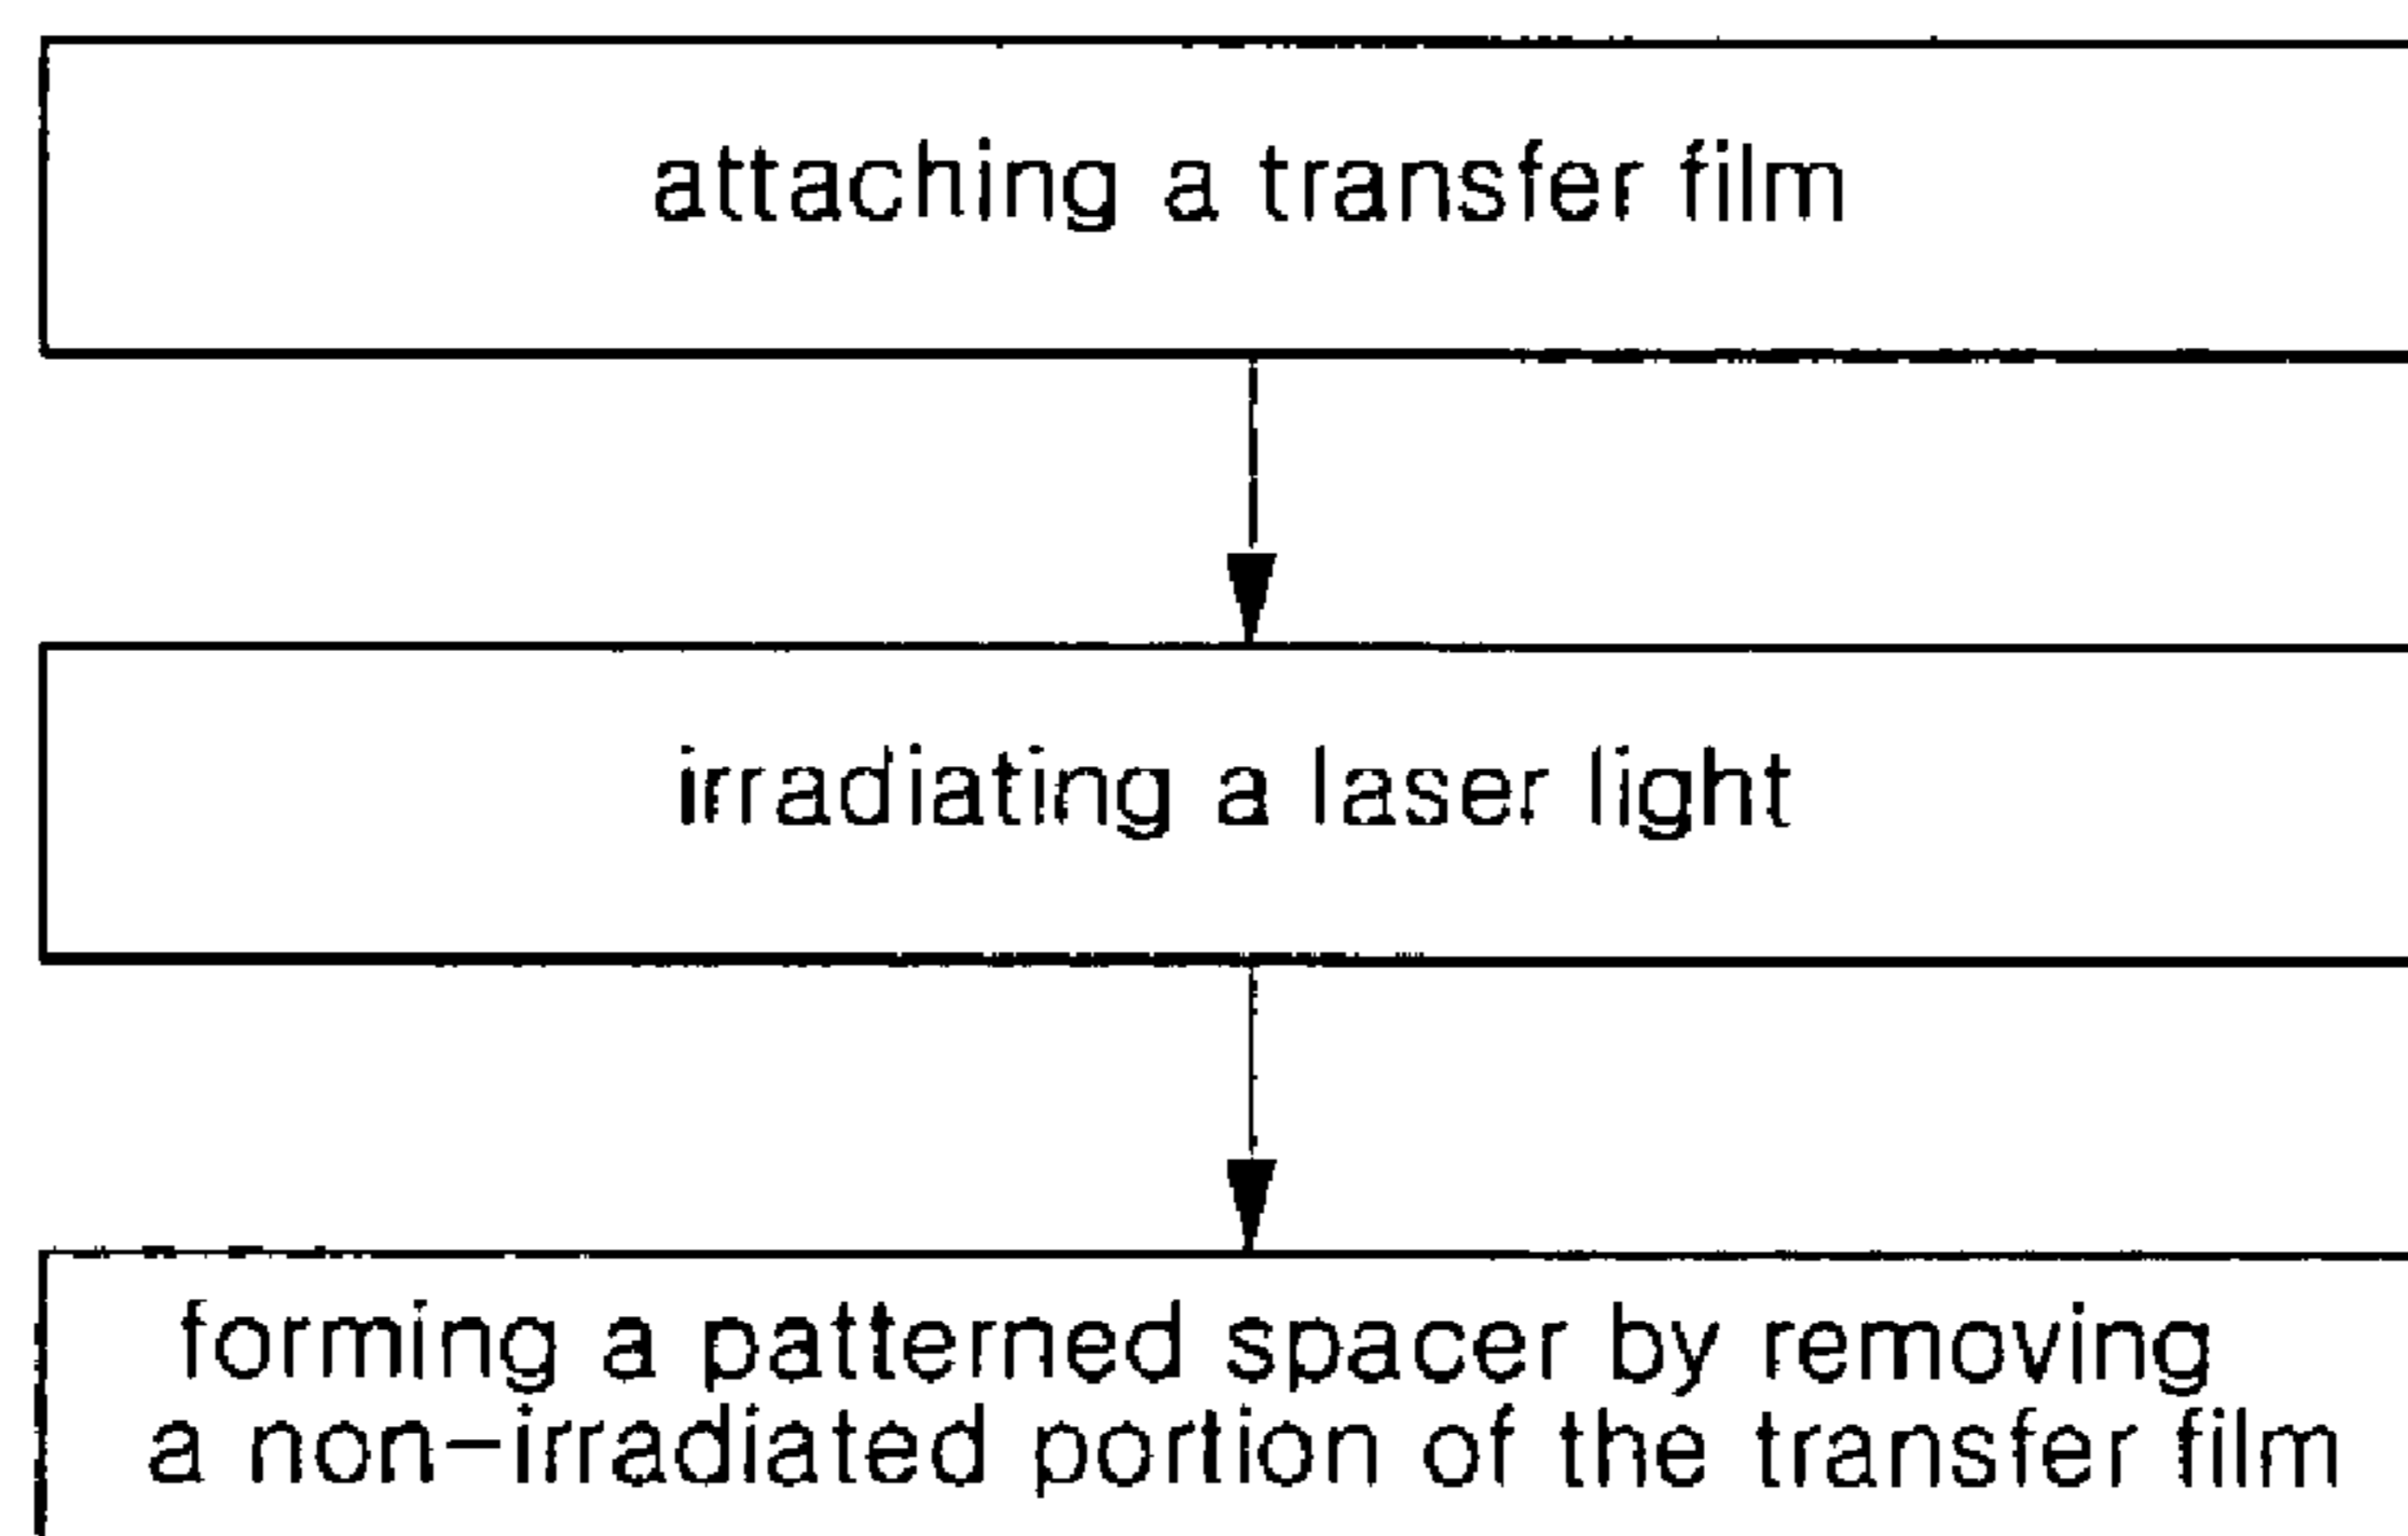 attaching a transfer film
irradiating a laser light
forming a patterned spacer by removing
a non-irradiated portion of the transfer film